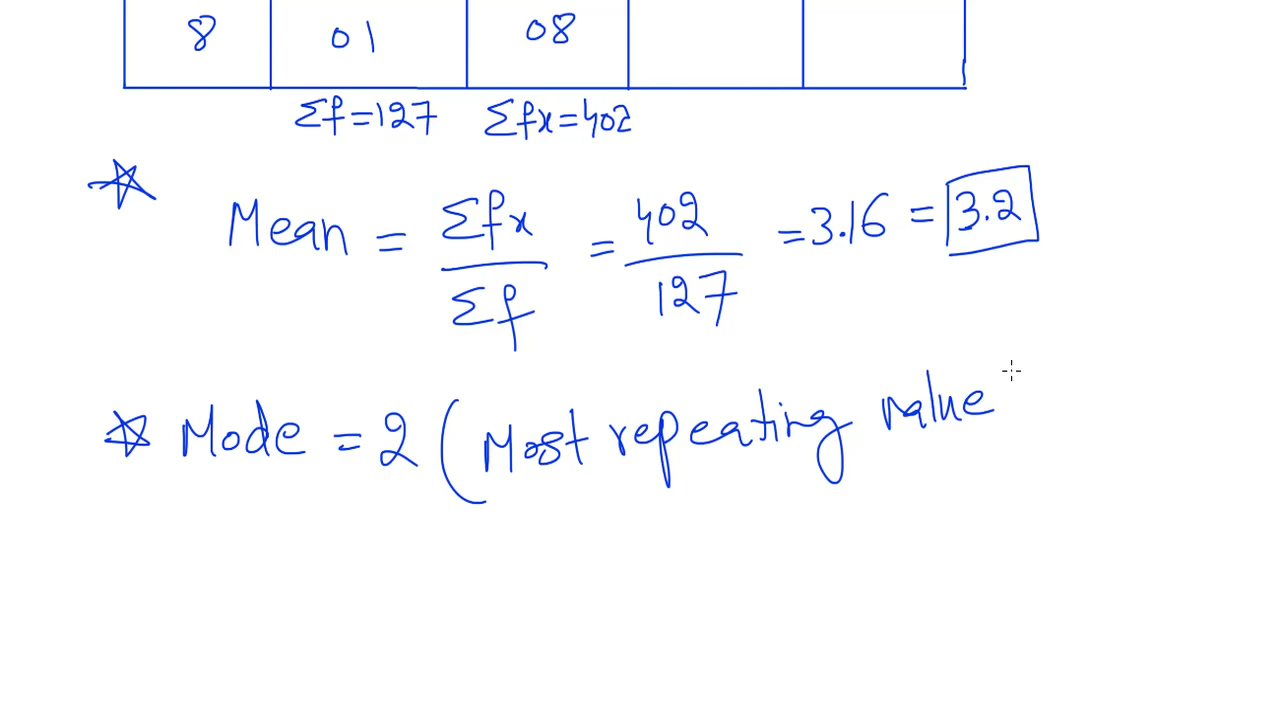 8 01 08
Σf=127 Σfx=402
Mean = Σfx / Σf = 402 / 127 = 3.16 = 3.2
Mode = 2 (Most repeating value